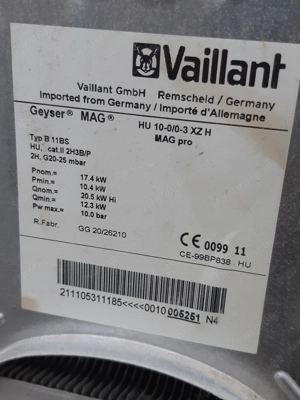 Vaillant
Vaillant GmbH Remscheid / Germany
Imported from Germany / Importé d'Allemagne
Geyser® MAG® HU 10-0/0-3 XZ H
MAG pro
Typ B 11BS
HU, cat.II 2H3B/P
2H, G20-25 mbar
Pnom.= 17.4 kW
Pmin.= 10.4 kW
Qnom.= 20.5 kW Hi
Qmin.= 12.3 kW
Pw max.= 10.0 bar
R.Fabr. GG 20/26210
CE 0099 11
CE-99BP838 . HU
211105311185<<<<0010005251 N4